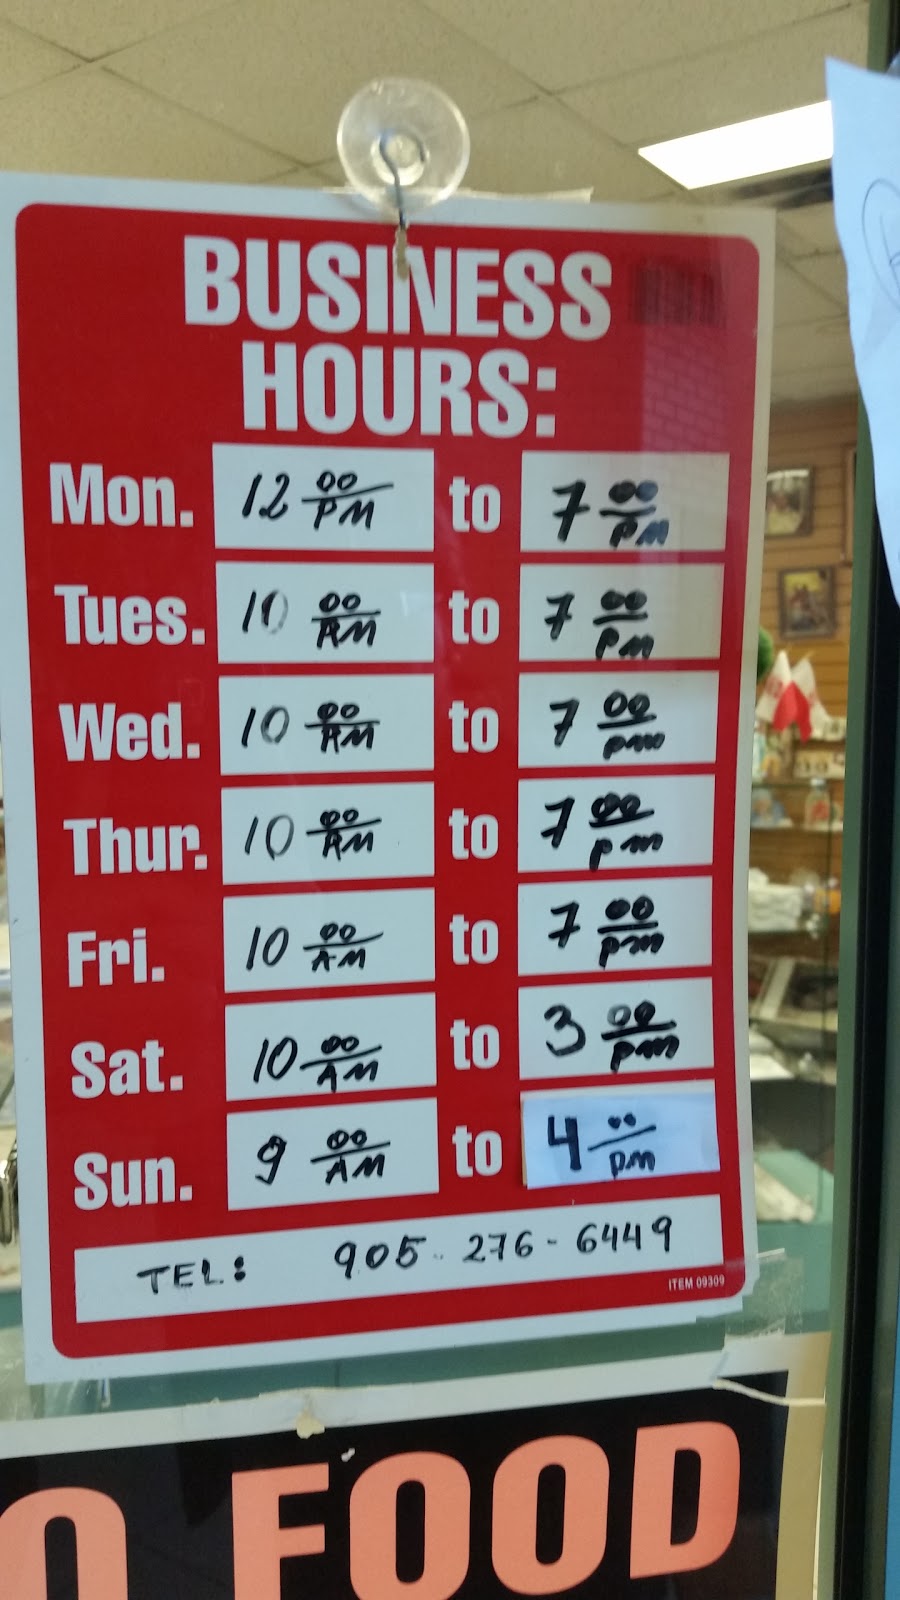 BUSINESS
HOURS:
Mon. 12 00/PM to 7 00/PM
Tues. 10 00/AM to 7 00/PM
Wed. 10 00/AM to 7 00/pm
Thur. 10 00/AM to 7 00/pm
Fri. 10 00/AM to 7 00/pm
Sat. 10 00/AM to 3 00/pm
Sun. 9 00/AM to 4 00/pm
TEL: 905-276-6449
ITEM 09309
O FOOD